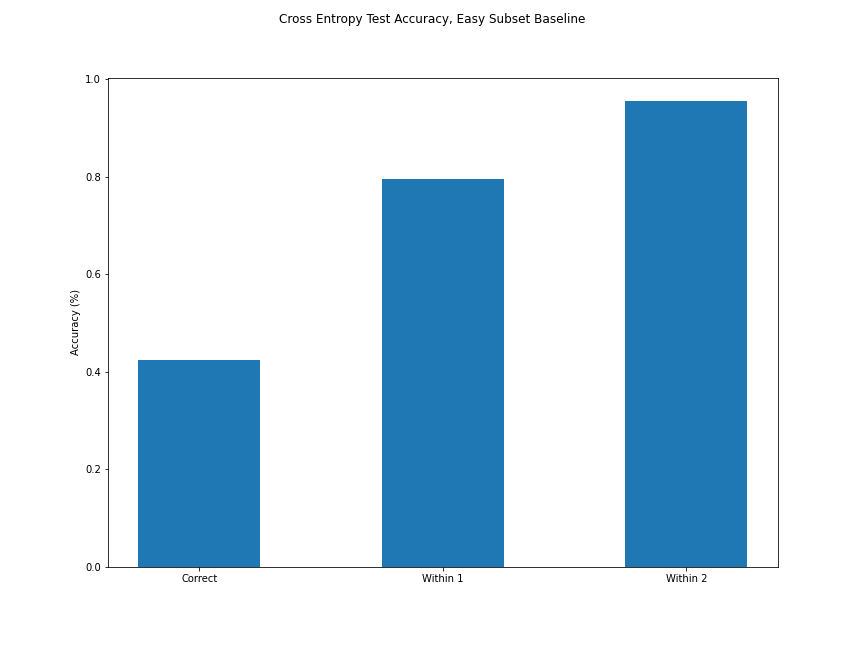 Cross Entropy Test Accuracy, Easy Subset Baseline
1.0
0.8
0.6
0.4
0.2
0.0
Accuracy (%)
Correct
Within 1
Within 2